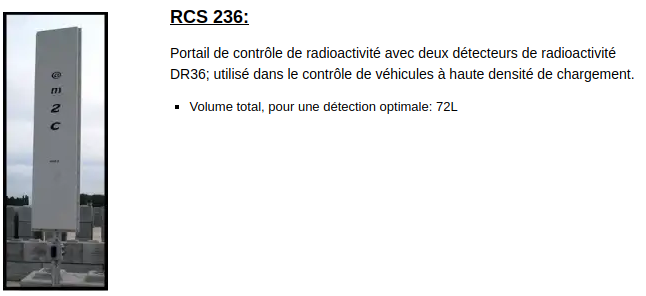 RCS 236:
Portail de contrôle de radioactivité avec deux détecteurs de radioactivité
DR36; utilisé dans le contrôle de véhicules à haute densité de chargement.
Volume total, pour une détection optimale: 72L
@
m
2
C